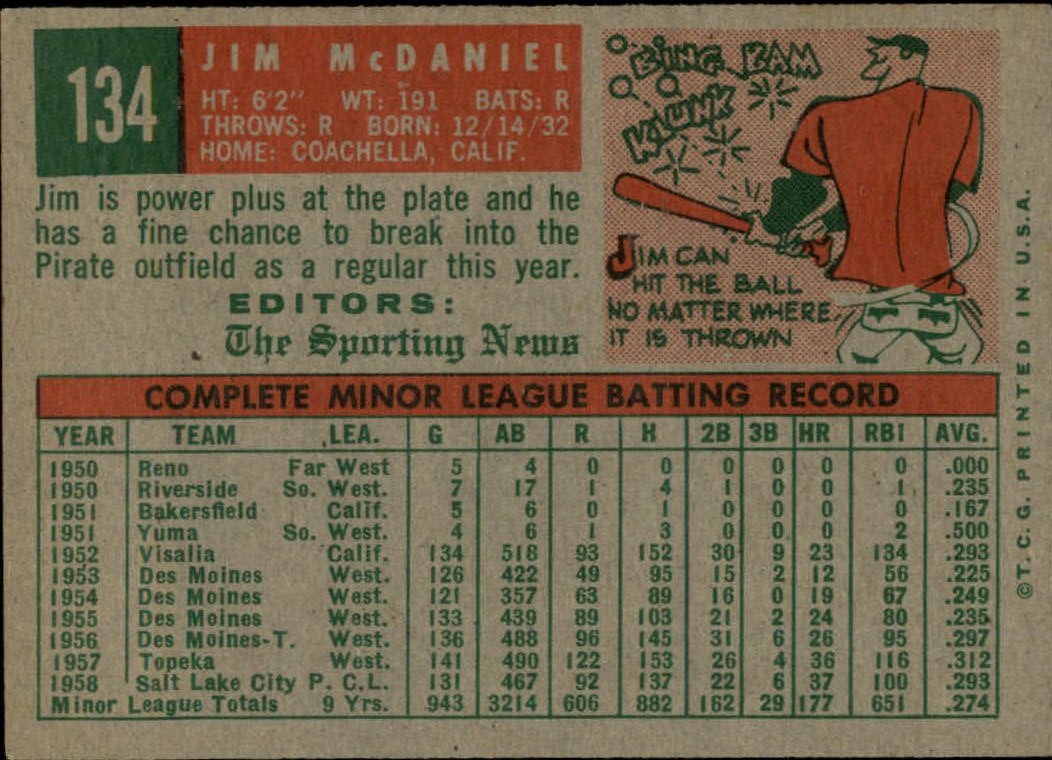 134
JIM McDANIEL
HT: 6'2" WT: 191 BATS: R
THROWS: R BORN: 12/14/32
HOME: COACHELLA, CALIF.
Jim is power plus at the plate and he
has a fine chance to break into the
Pirate outfield as a regular this year.
EDITORS:
The Sporting News
BING BAM
KLUNK
JIM CAN
HIT THE BALL
NO MATTER WHERE
IT IS THROWN
COMPLETE MINOR LEAGUE BATTING RECORD
YEAR TEAM LEA. G AB R H 2B 3B HR RBI AVG.
1950 Reno Far West 5 4 0 0 0 0 0 0 .000
1950 Riverside So. West. 7 17 1 4 1 0 0 1 .235
1951 Bakersfield Calif. 5 6 0 1 0 0 0 0 .167
1951 Yuma So. West. 4 6 1 3 0 0 0 2 .500
1952 Visalia Calif. 134 518 93 152 30 9 23 134 .293
1953 Des Moines West. 126 422 49 95 15 2 12 56 .225
1954 Des Moines West. 121 357 63 89 16 0 19 67 .249
1955 Des Moines West. 133 439 89 103 21 2 24 80 .235
1956 Des Moines-T. West. 136 488 96 145 31 6 26 95 .297
1957 Topeka West. 141 490 122 153 26 4 36 116 .312
1958 Salt Lake City P. C.L. 131 467 92 137 22 6 37 100 .293
Minor League Totals 9 Yrs. 943 3214 606 882 162 29 177 651 .274
©T. C. G. PRINTED IN U.S.A.